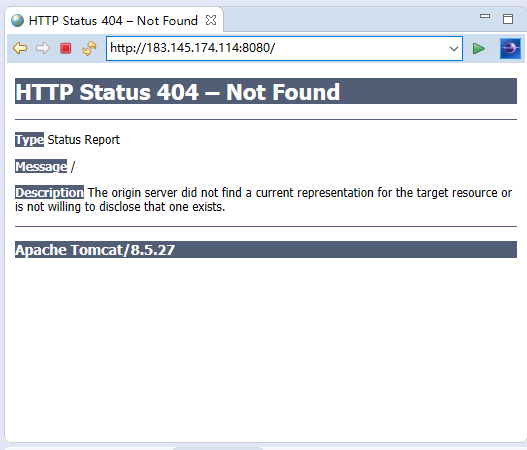 HTTP Status 404 – Not Found
http://183.145.174.114:8080/
HTTP Status 404 – Not Found
Type Status Report
Message /
Description The origin server did not find a current representation for the target resource or
is not willing to disclose that one exists.
Apache Tomcat/8.5.27